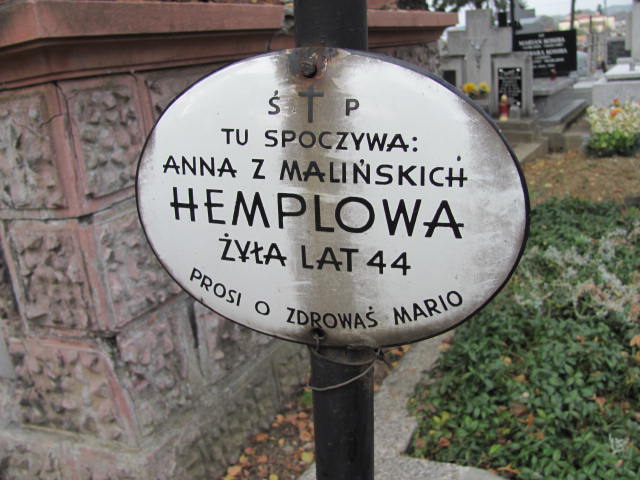 Ś † P
TU SPOCZYWA:
ANNA Z MALIŃSKICH
HEMPLOWA
ŻYŁA LAT 44
PROSI O ZDROWAŚ MARIO